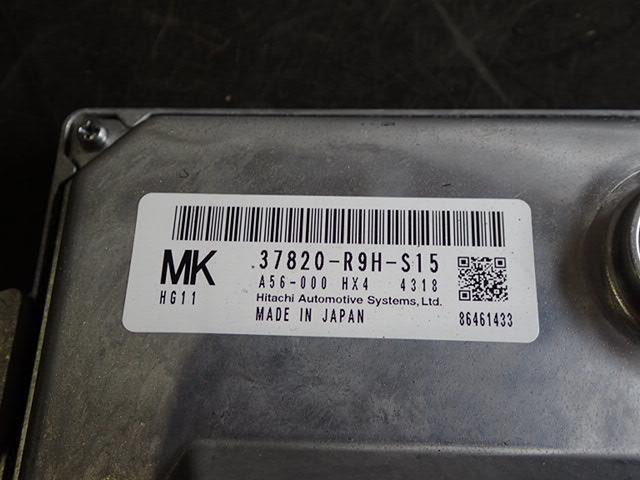 MK 37820-R9H-S15
HG11 A56-000 HX4 4318
Hitachi Automotive Systems, Ltd.
MADE IN JAPAN 86461433